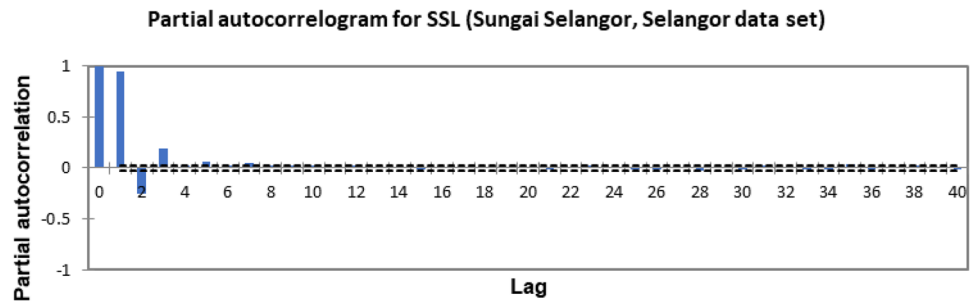 Partial autocorrelogram for SSL (Sungai Selangor, Selangor data set)
Partial autocorrelation
1
0.5
0
-0.5
-1
0 2 4 6 8 10 12 14 16 18 20 22 24 26 28 30 32 34 36 38 40
Lag